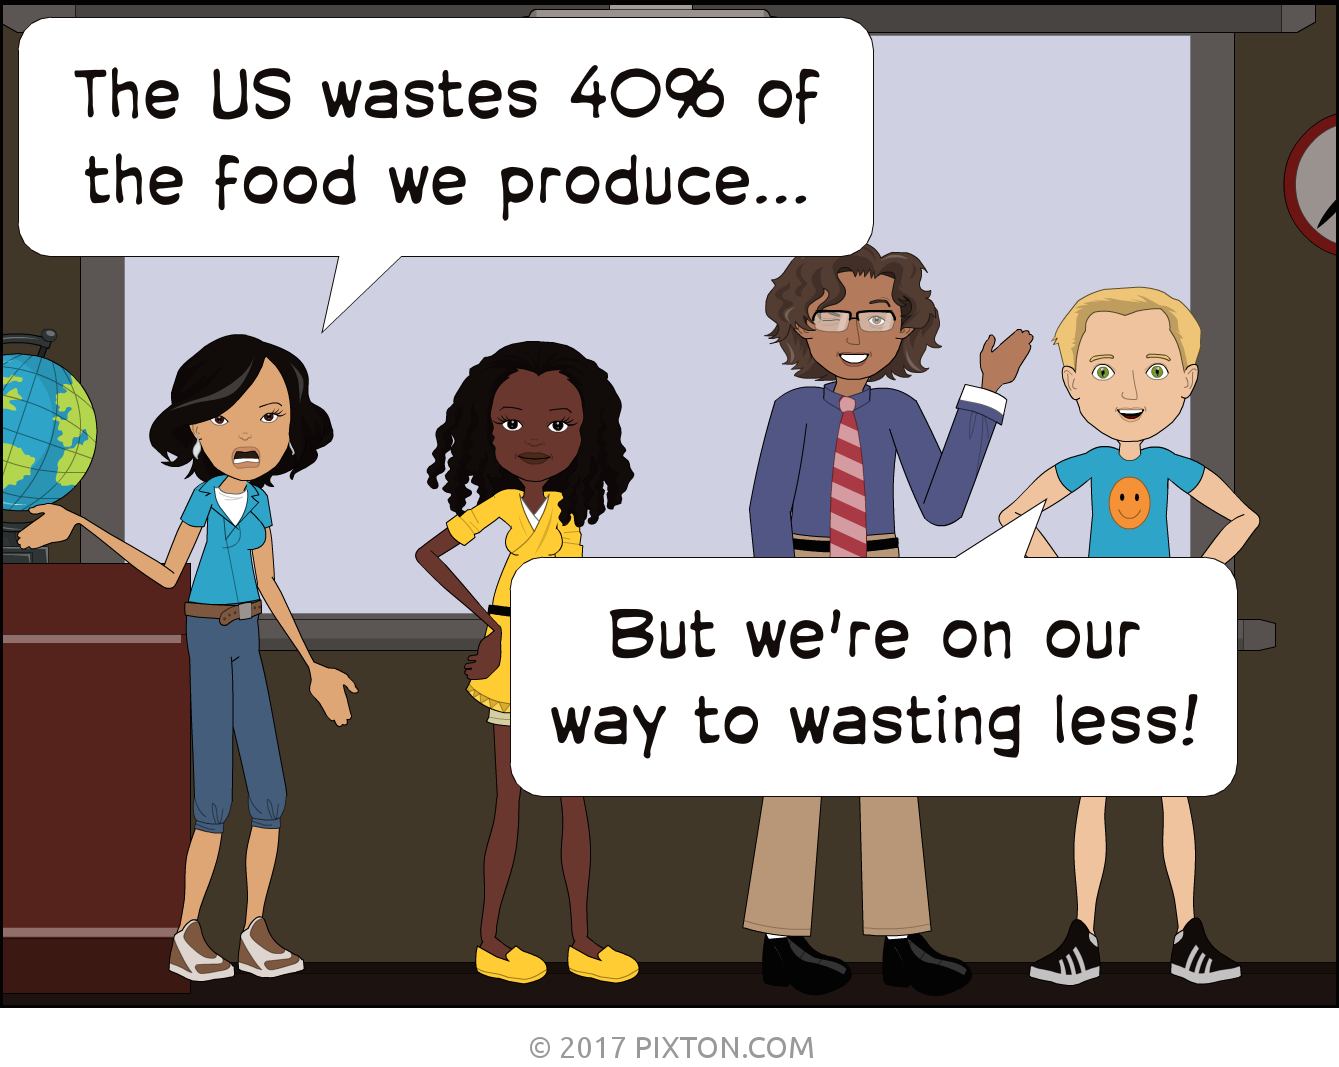 The US wastes 40% of
the food we produce...
But we're on our
way to wasting less!
© 2017 PIXTON.COM